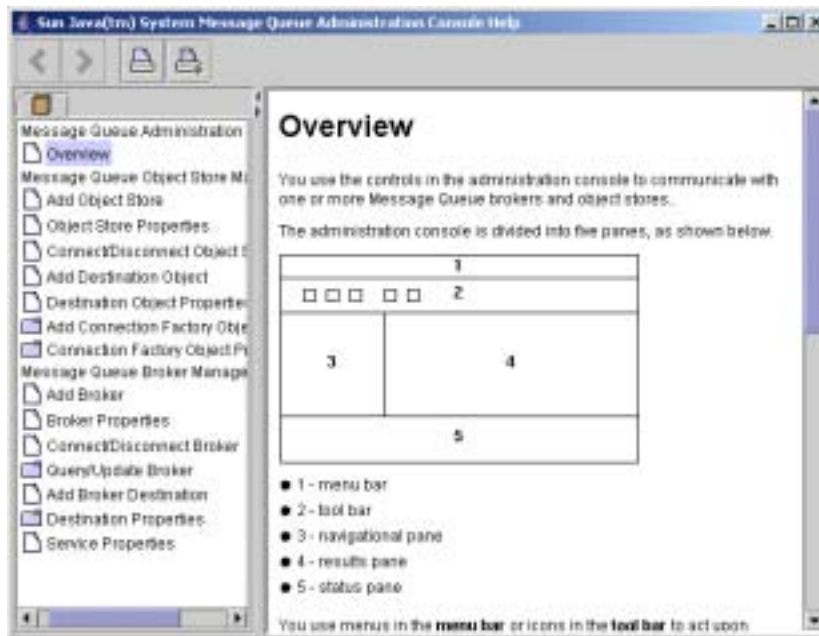 Sun Java(tm) System Message Queue Administration Console Help
Message Queue Administration
Overview
Message Queue Object Store Ma
Add Object Store
Object Store Properties
Connect/Disconnect Object S
Add Destination Object
Destination Object Propertie
Add Connection Factory Obje
Connection Factory Object Pr
Message Queue Broker Manage
Add Broker
Broker Properties
Connect/Disconnect Broker
Query/Update Broker
Add Broker Destination
Destination Properties
Service Properties
Overview
You use the controls in the administration console to communicate with
one or more Message Queue brokers and object stores..
The administration console is divided into five panes, as shown below.
1
2
3
4
5
1 - menu bar
2 - tool bar
3 - navigational pane
4 - results pane
5 - status pane
You use menus in the menu bar or icons in the tool bar to act upon